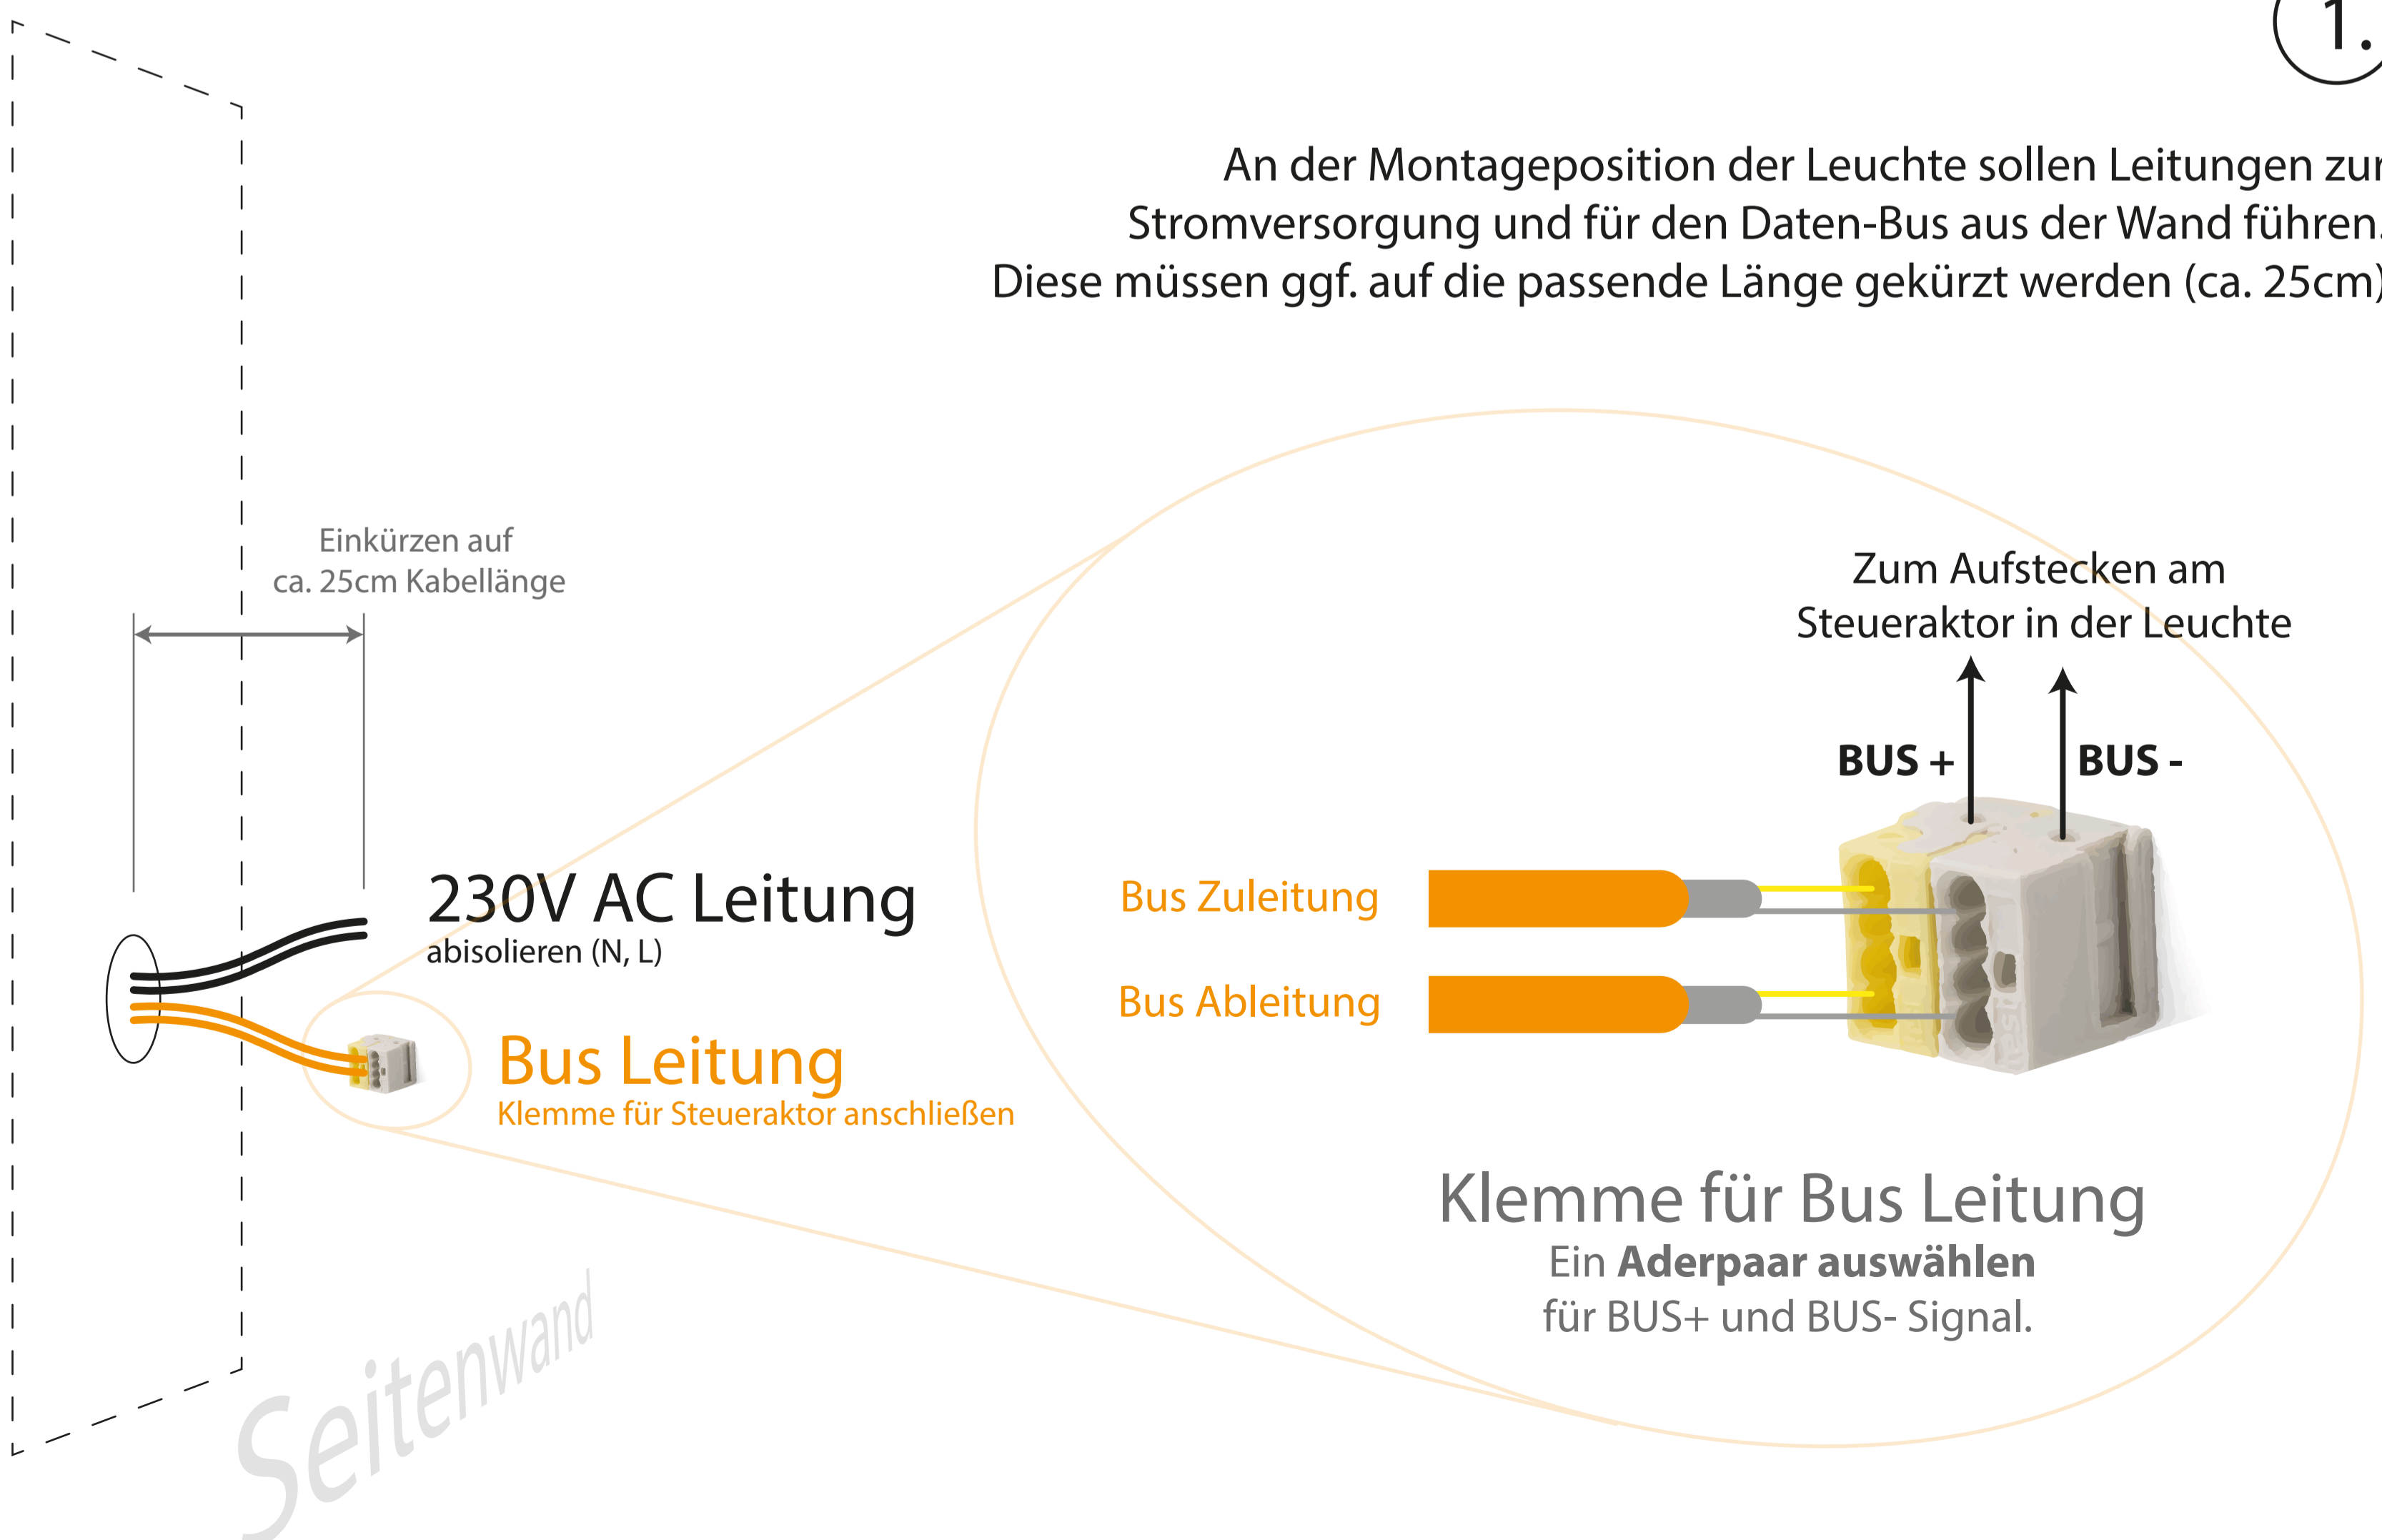 1.
An der Montageposition der Leuchte sollen Leitungen zur
Stromversorgung und für den Daten-Bus aus der Wand führen.
Diese müssen ggf. auf die passende Länge gekürzt werden (ca. 25cm)
Einkürzen auf
ca. 25cm Kabellänge
Zum Aufstecken am
Steueraktor in der Leuchte
BUS +
BUS -
230V AC Leitung
abisolieren (N, L)
Bus Zuleitung
Bus Ableitung
Bus Leitung
Klemme für Steueraktor anschließen
Klemme für Bus Leitung
Ein Aderpaar auswählen
für BUS+ und BUS- Signal.
Seitenwand